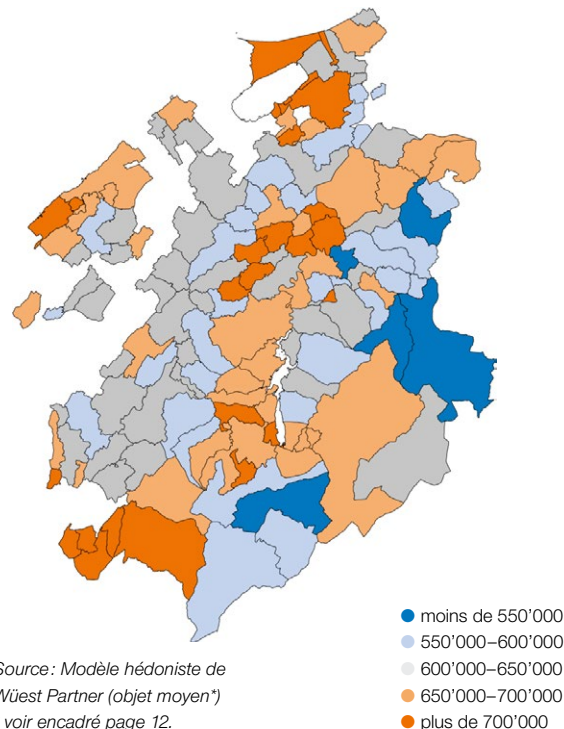 moins de 550'000
550'000–600'000
600'000–650'000
650'000–700'000
plus de 700'000
Source : Modèle hédoniste de
Wüest Partner (objet moyen*)
voir encadré page 12.